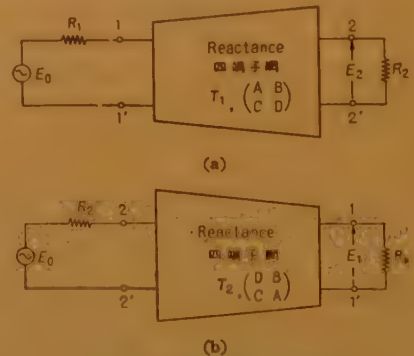 R₁
1
2
Reactance
四端子網
E₀
T₁, (A B
C D)
E₂
R₂
1'
2'
(a)
R₂
2
1
Reactance
四端子網
E₀
T₂, (D B
C A)
E₁
2'
1'
(b)